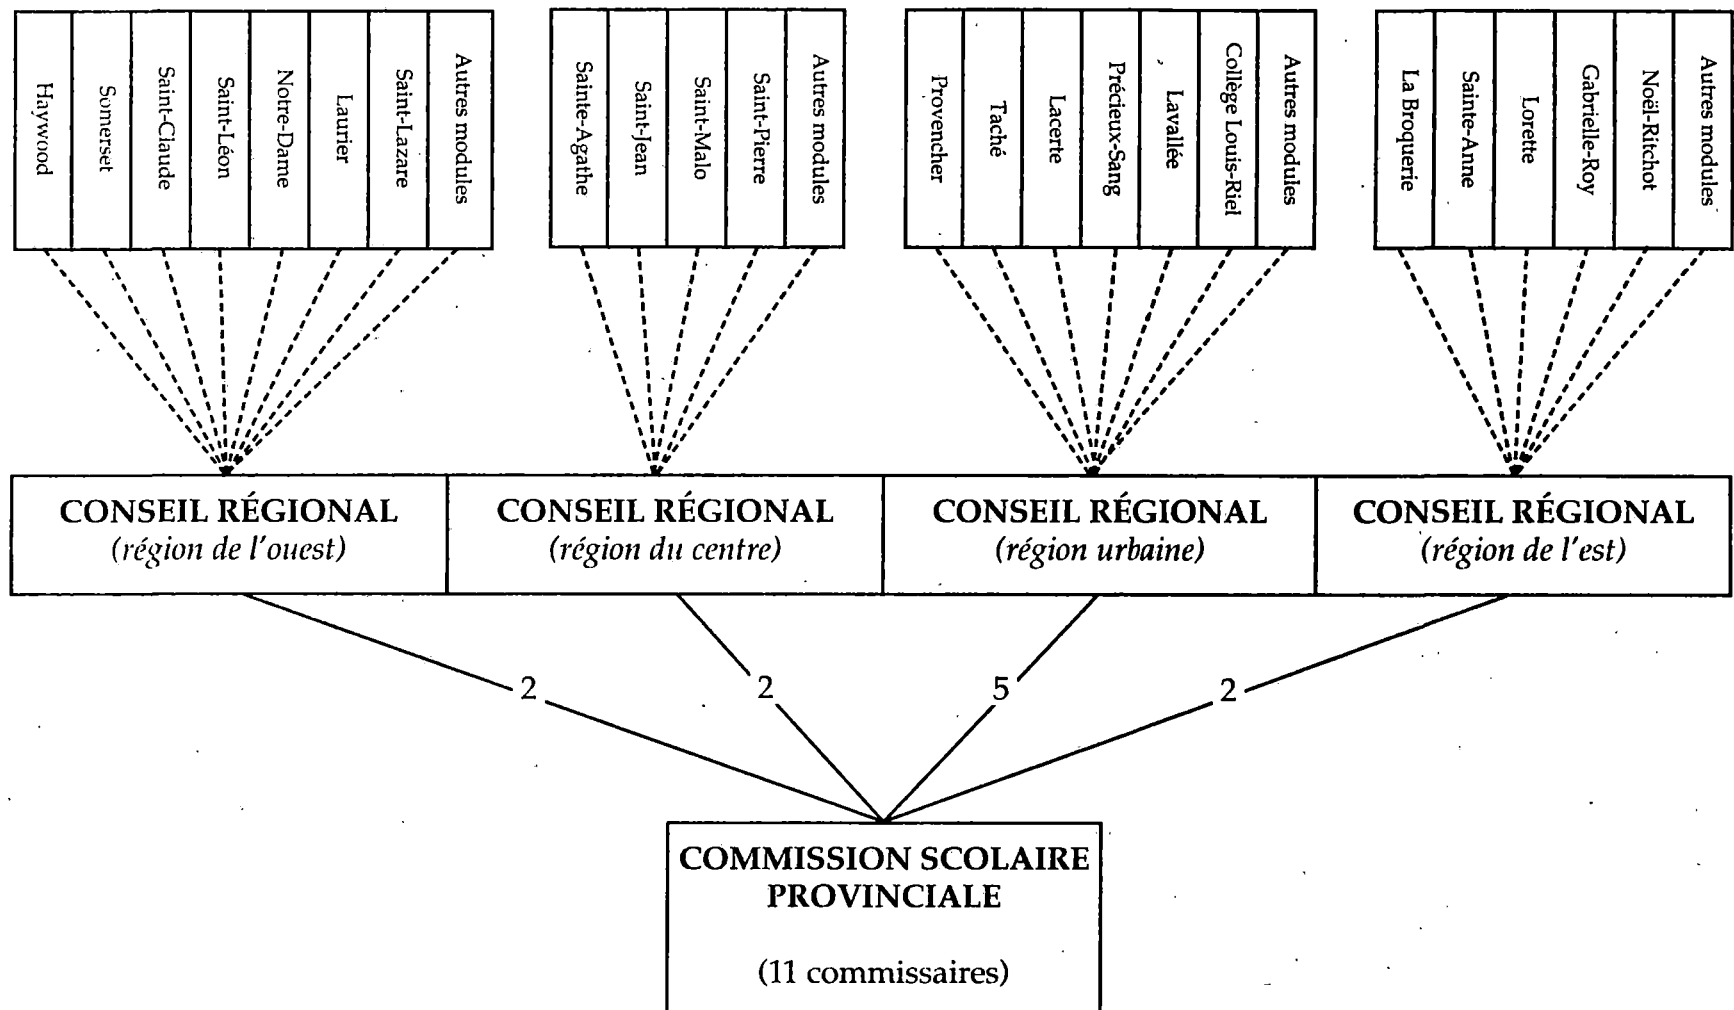 Haywood
Somerset
Saint-Claude
Saint-Léon
Notre-Dame
Laurier
Saint-Lazare
Autres modules
Sainte-Agathe
Saint-Jean
Saint-Malo
Saint-Pierre
Autres modules
Provencher
Taché
Lacerte
Précieux-Sang
Lavallée
Collège Louis-Riel
Autres modules
La Broquerie
Sainte-Anne
Lorette
Gabrielle-Roy
Noël-Ritchot
Autres modules
CONSEIL RÉGIONAL
(région de l'ouest)
CONSEIL RÉGIONAL
(région du centre)
CONSEIL RÉGIONAL
(région urbaine)
CONSEIL RÉGIONAL
(région de l'est)
2
2
5
2
COMMISSION SCOLAIRE
PROVINCIALE
(11 commissaires)